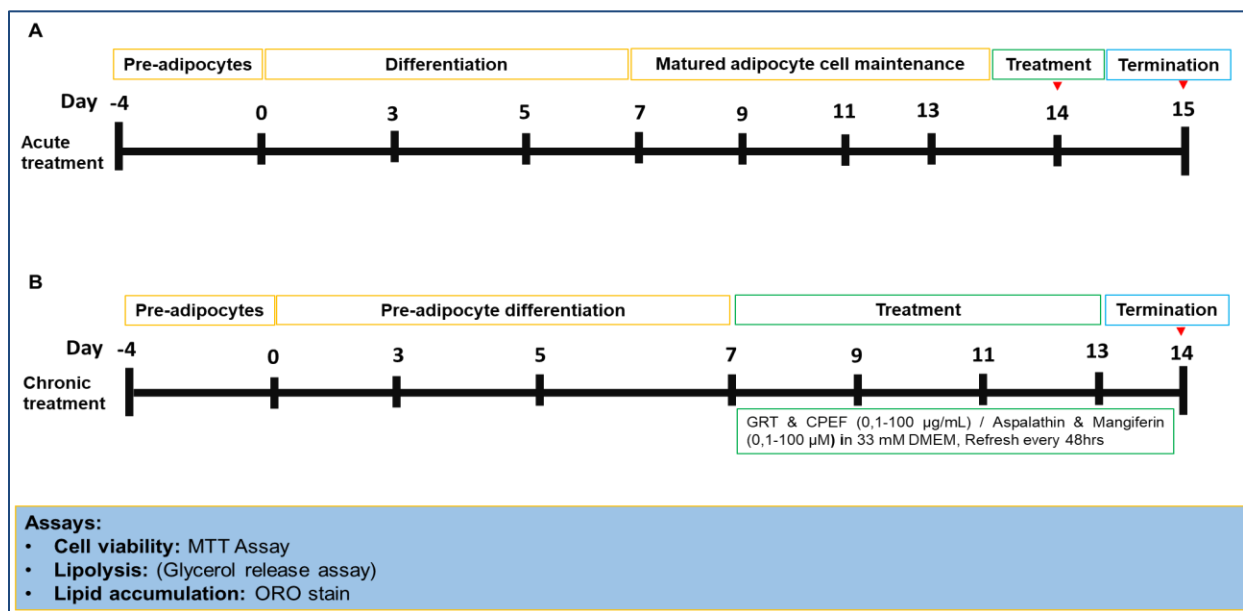 A
Pre-adipocytes Differentiation Matured adipocyte cell maintenance Treatment Termination
Day -4 0 3 5 7 9 11 13 14 15
Acute
treatment
B
Pre-adipocytes Pre-adipocyte differentiation Treatment Termination
Day -4 0 3 5 7 9 11 13 14
Chronic
treatment
GRT & CPEF (0,1-100 µg/mL) / Aspalathin & Mangiferin
(0,1-100 µM) in 33 mM DMEM, Refresh every 48hrs
Assays:
• Cell viability: MTT Assay
• Lipolysis: (Glycerol release assay)
• Lipid accumulation: ORO stain